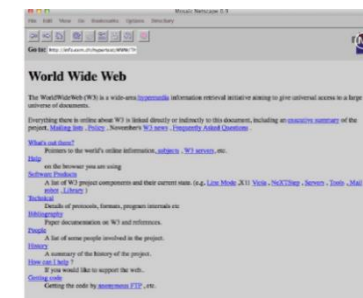 Mosaic Netscape 0.9
File Edit View Go Bookmarks Options Directory
Go to: http://info.cern.ch/hypertext/WWW/Th
World Wide Web
The WorldWideWeb (W3) is a wide-area hypermedia information retrieval initiative aiming to give universal access to a large
universe of documents.
Everything there is online about W3 is linked directly or indirectly to this document, including an executive summary of the
project, Mailing lists , Policy , November's W3 news , Frequently Asked Questions .
What's out there?
Pointers to the world's online information, subjects , W3 servers, etc.
Help
on the browser you are using
Software Products
A list of W3 project components and their current state. (e.g. Line Mode ,X11 Viola , NeXTStep , Servers , Tools , Mail
robot , Library )
Technical
Details of protocols, formats, program internals etc
Bibliography
Paper documentation on W3 and references.
People
A list of some people involved in the project.
History
A summary of the history of the project.
How can I help ?
If you would like to support the web..
Getting code
Getting the code by anonymous FTP , etc.